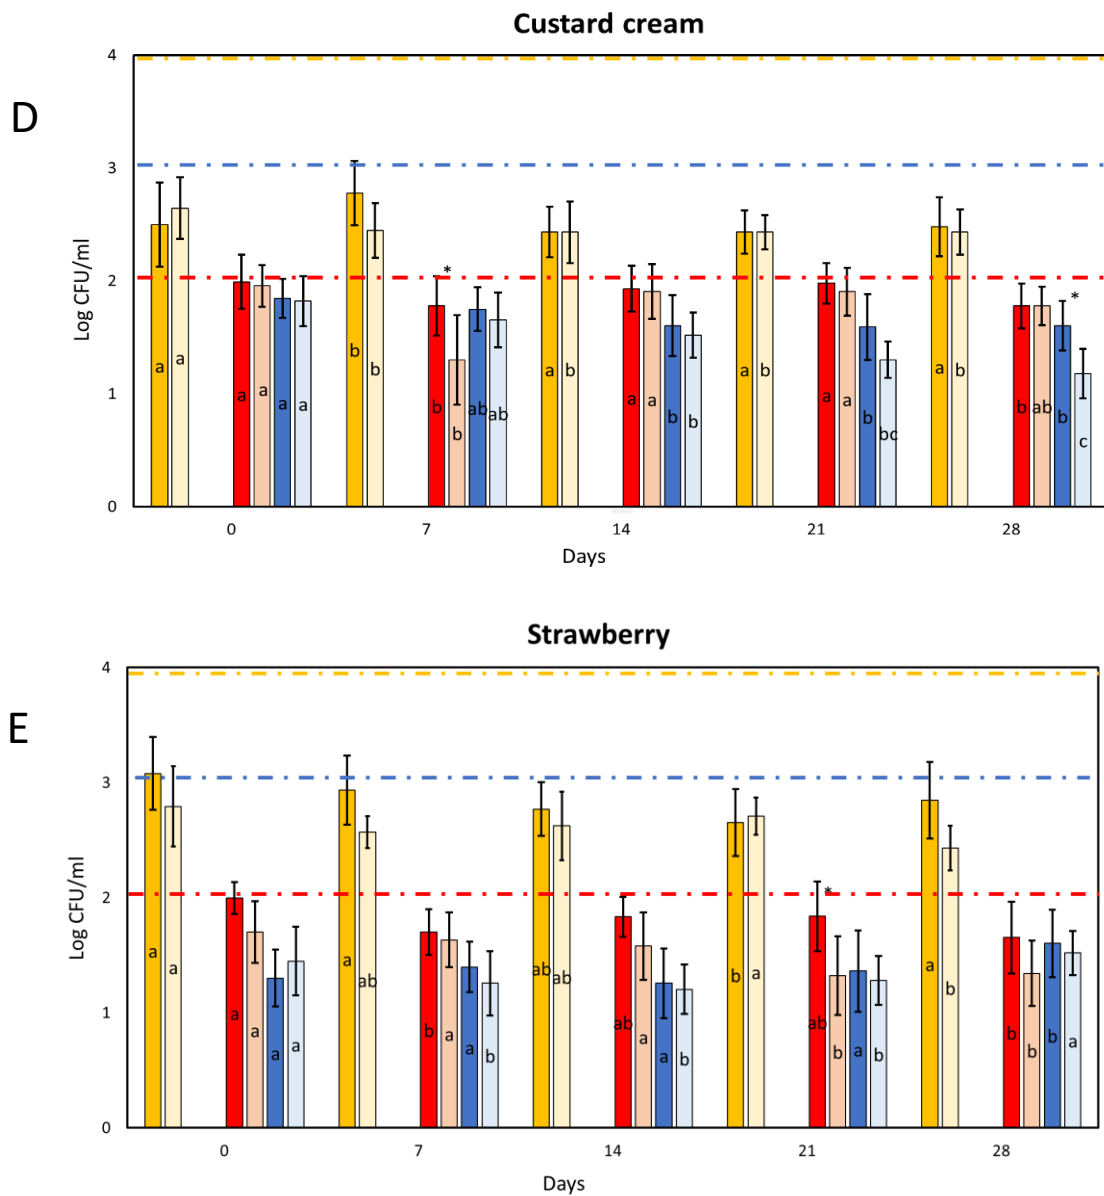 Custard cream
D
4
3
2
1
0
Log CFU/ml
a a a a a a
b b b * b ab ab
a b a a b b
a b a a b bc
a b b ab b * c
0 7 14 21 28
Days
Strawberry
E
4
3
2
1
0
Log CFU/ml
a a a a a a
a ab b a a b
ab ab ab a a b
b a ab * b a b
a b b b b a
0 7 14 21 28
Days